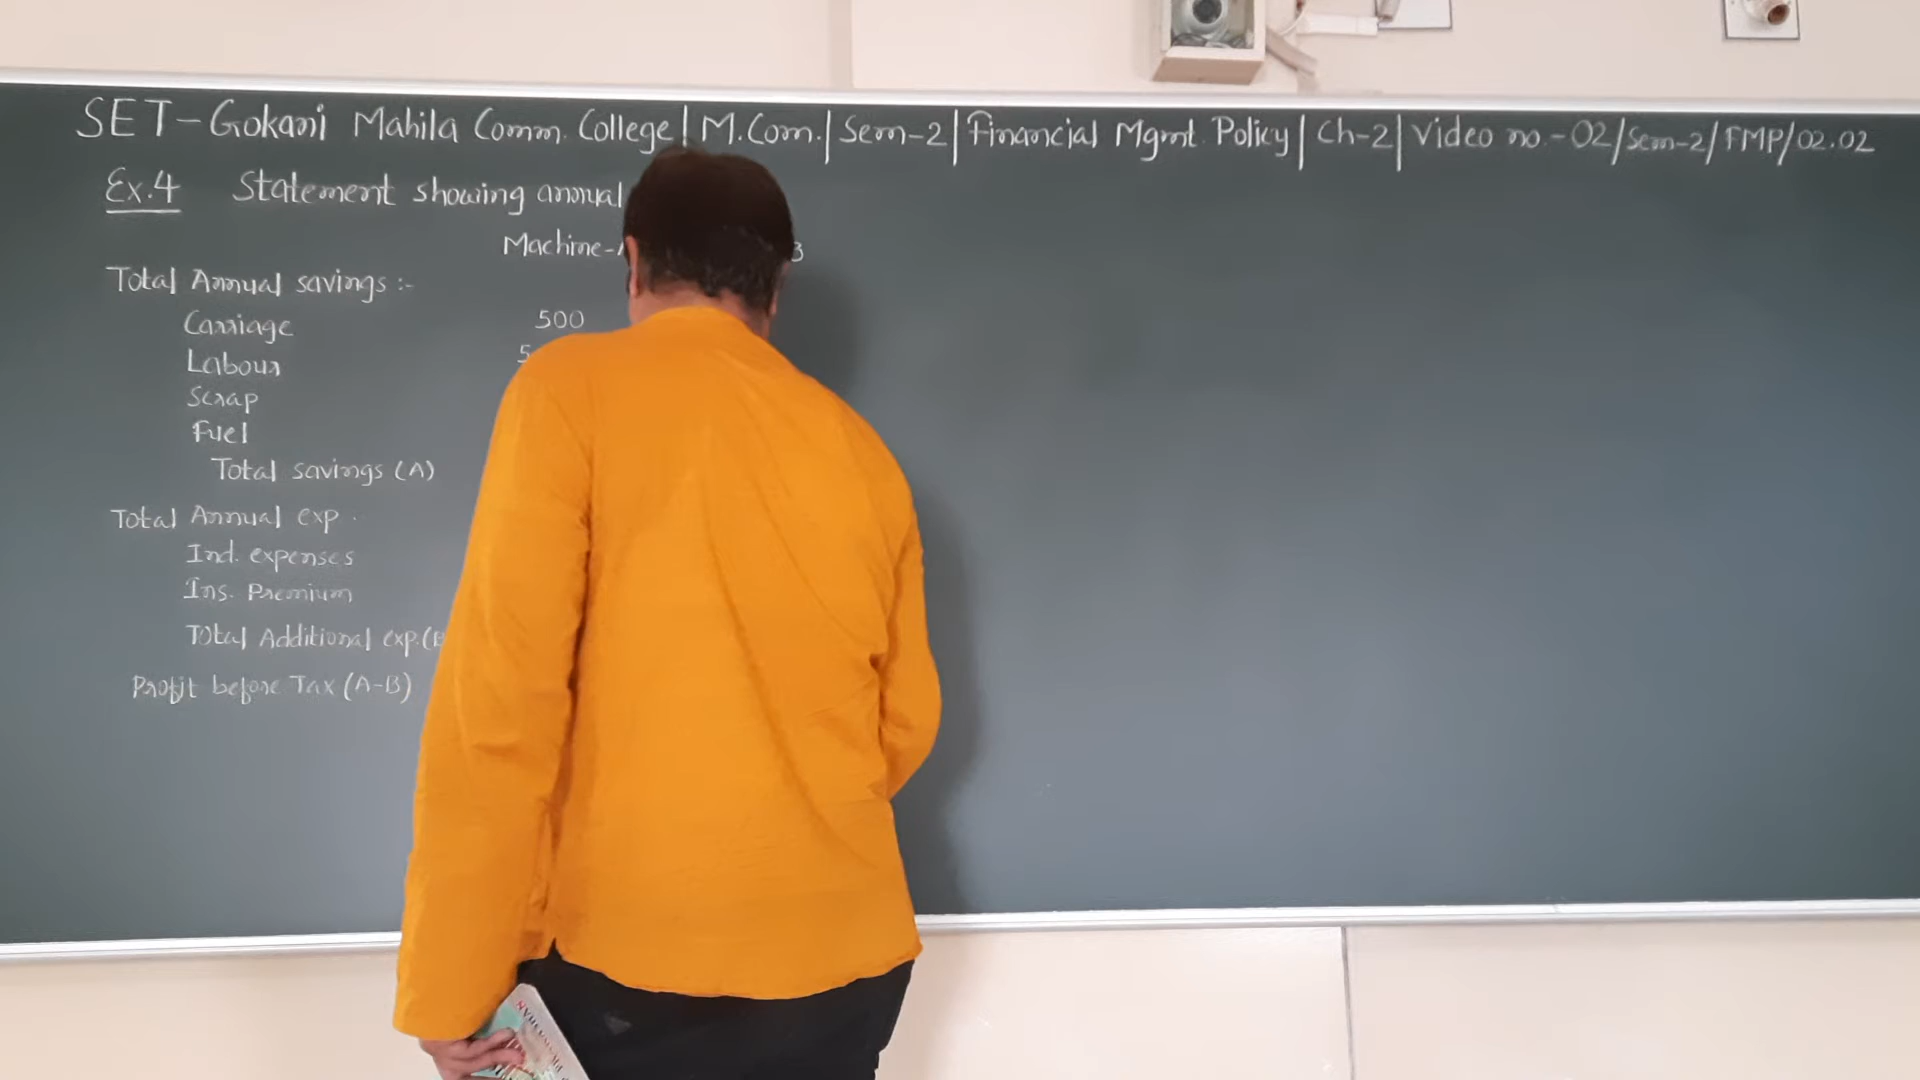 SET-Gokani Mahila Comm. College | M.Com. | Sem-2 | Financial Mgmt. Policy | Ch-2 | Video no.-02/Sem-2/FMP/02.02
Ex.4 Statement showing annual
Machine-
Total Annual savings :-
Carriage 500
Labour 5
Scrap
Fuel
Total savings (A)
Total Annual exp.
Ind. expenses
Ins. Premium
Total Additional exp.(B
Profit before Tax (A-B)